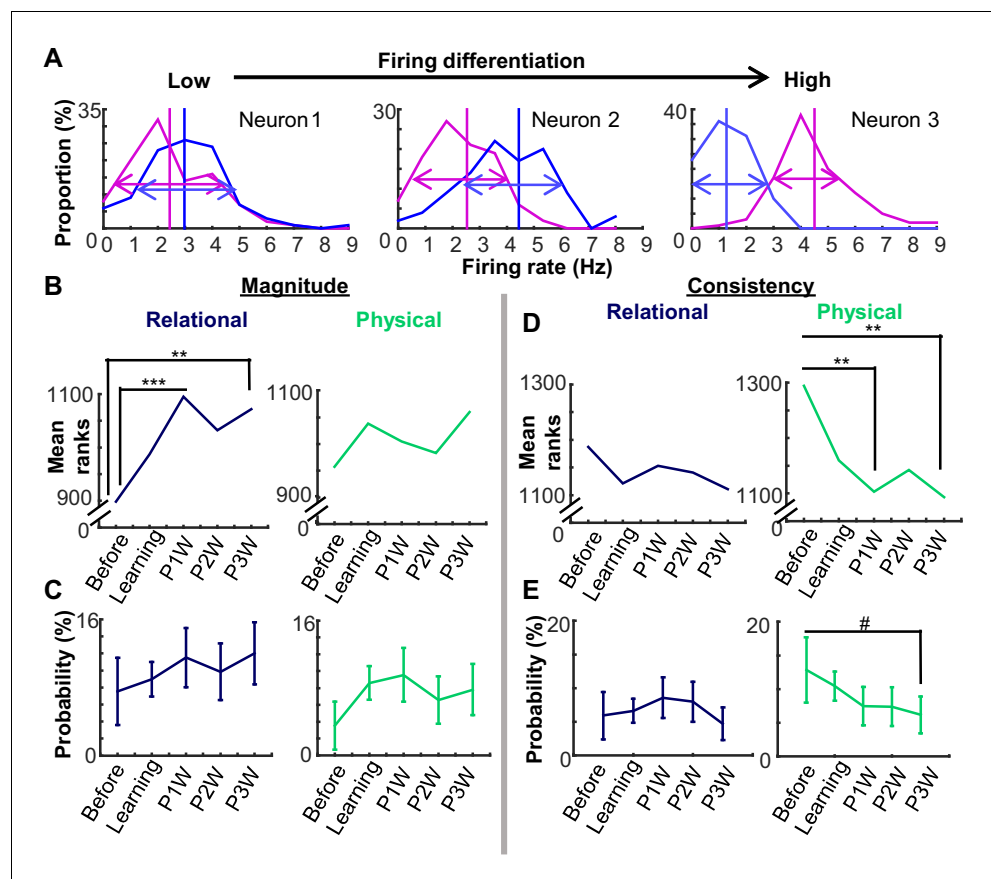 A
Firing differentiation
Low
High
Proportion (%)
35
0
Neuron 1
0 1 2 3 4 5 6 7 8 9
40
20
0
Neuron 2
0 1 2 3 4 5 6 7 8 9
40
20
0
Neuron 3
0 1 2 3 4 5 6 7 8 9
Firing rate (Hz)
Magnitude
Consistency
B
Relational
Physical
**
***
Mean ranks
1100
900
0
Before
Learning
P1W
P2W
P3W
1100
900
0
Before
Learning
P1W
P2W
P3W
D
Relational
Physical
**
**
Mean ranks
1300
1100
0
Before
Learning
P1W
P2W
P3W
1300
1100
0
Before
Learning
P1W
P2W
P3W
C
Probability (%)
16
0
Before
Learning
P1W
P2W
P3W
16
0
Before
Learning
P1W
P2W
P3W
E
Probability (%)
20
10
0
Before
Learning
P1W
P2W
P3W
#
20
10
0
Before
Learning
P1W
P2W
P3W